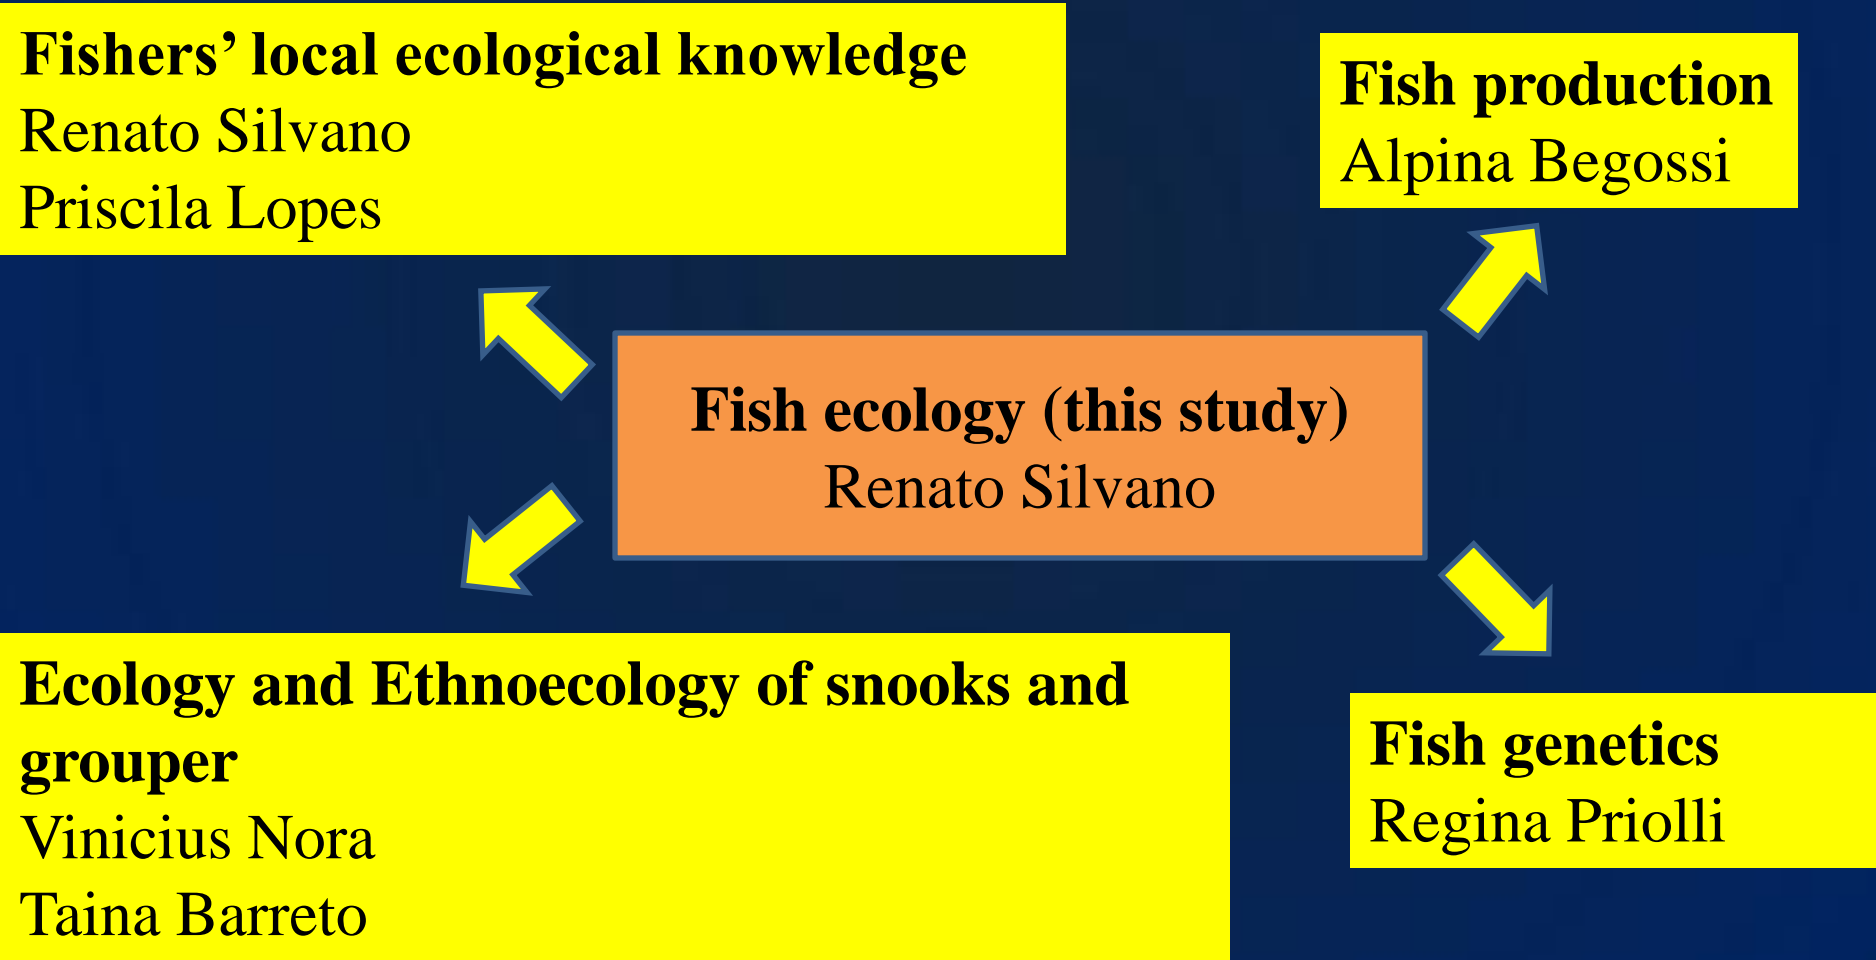 Fishers’ local ecological knowledge
Renato Silvano
Priscila Lopes
Fish production
Alpina Begossi
Fish ecology (this study)
Renato Silvano
Ecology and Ethnoecology of snooks and
grouper
Vinicius Nora
Taina Barreto
Fish genetics
Regina Priolli